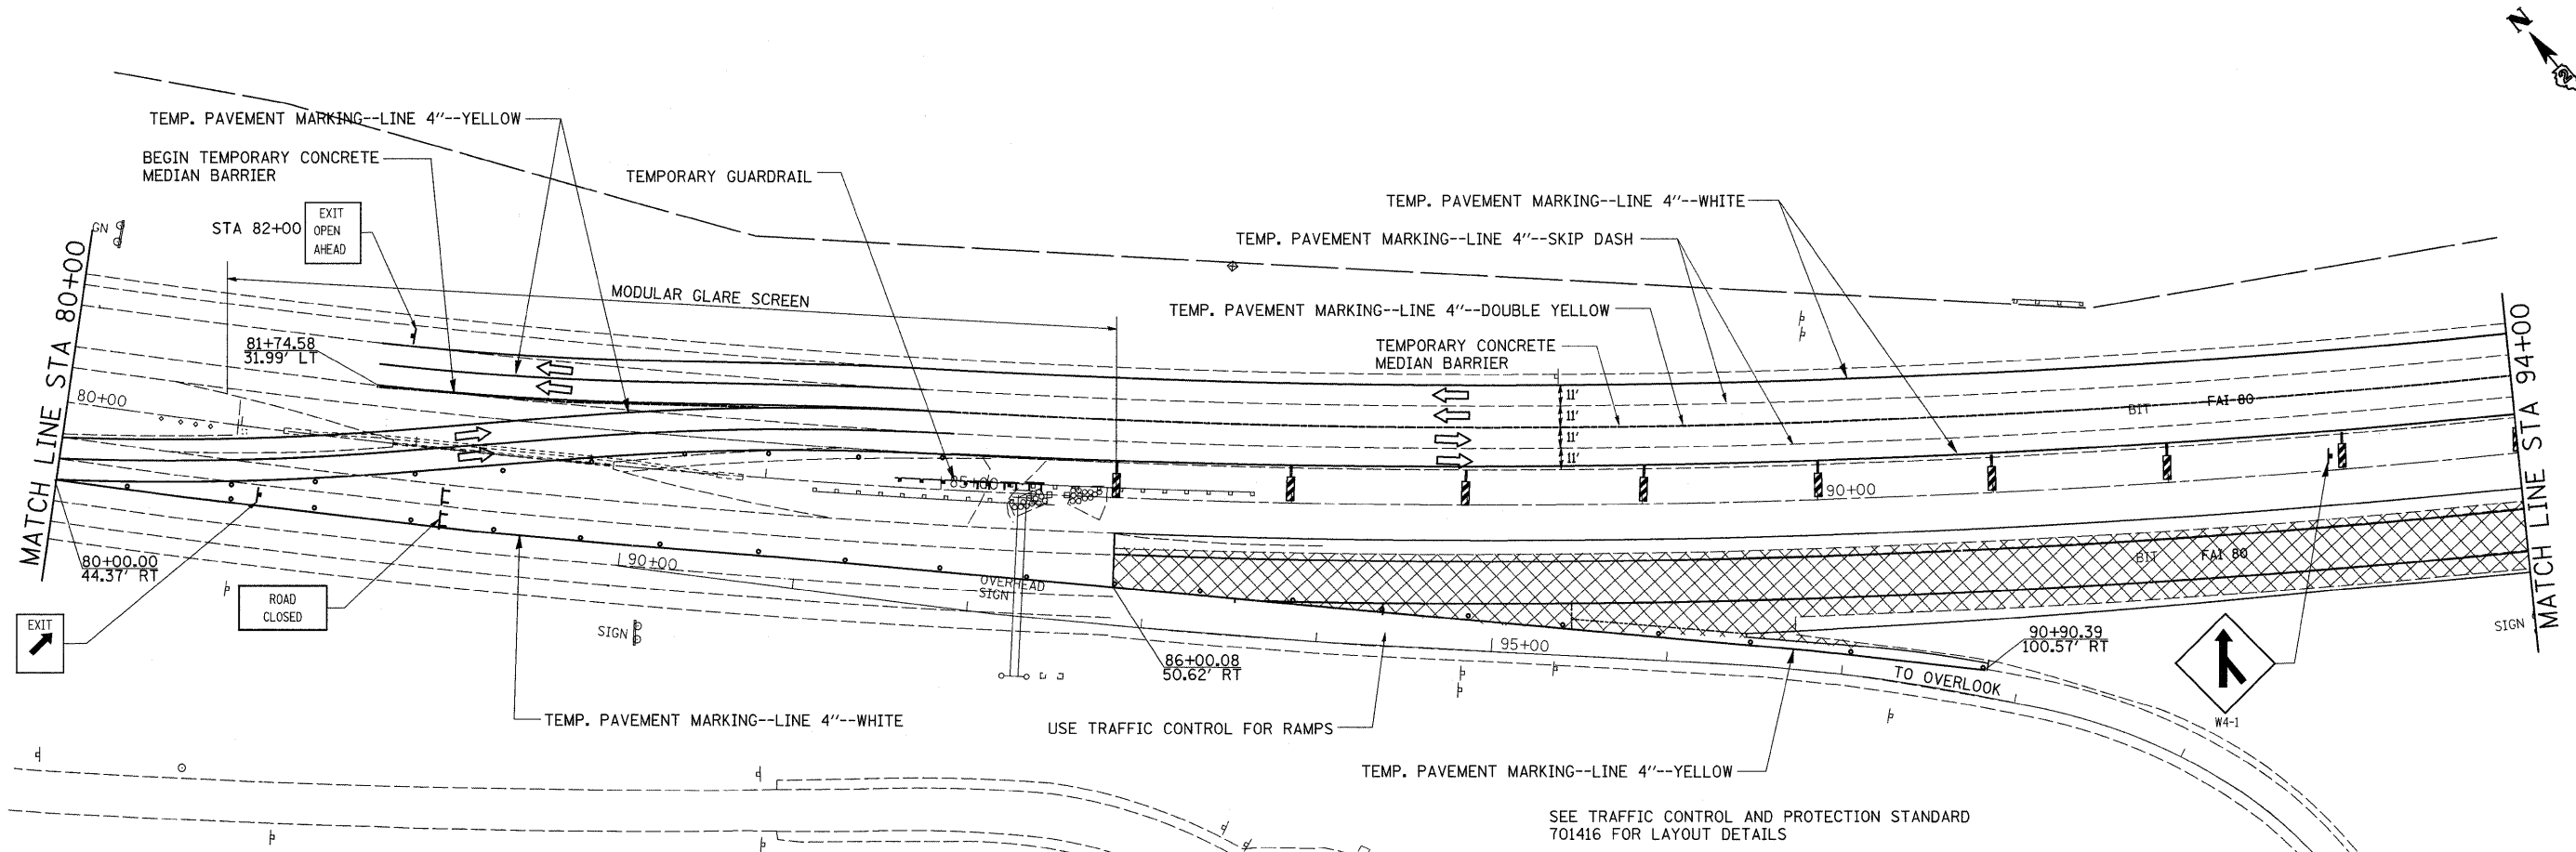 N
2
TEMP. PAVEMENT MARKING--LINE 4"--YELLOW
BEGIN TEMPORARY CONCRETE
MEDIAN BARRIER
TEMPORARY GUARDRAIL
TEMP. PAVEMENT MARKING--LINE 4"--WHITE
TEMP. PAVEMENT MARKING--LINE 4"--SKIP DASH
STA 82+00
EXIT
OPEN
AHEAD
GN
MODULAR GLARE SCREEN
TEMP. PAVEMENT MARKING--LINE 4"--DOUBLE YELLOW
TEMPORARY CONCRETE
MEDIAN BARRIER
81+74.58
31.99' LT
MATCH LINE STA 80+00
MATCH LINE STA 94+00
80+00
11'
11'
11'
11'
BIT
FAI 80
85+00
90+00
80+00.00
44.37' RT
90+00
OVERHEAD
SIGN
BIT
FAI 80
ROAD
CLOSED
EXIT
SIGN
86+00.08
50.62' RT
95+00
90+90.39
100.57' RT
SIGN
TO OVERLOOK
W4-1
TEMP. PAVEMENT MARKING--LINE 4"--WHITE
USE TRAFFIC CONTROL FOR RAMPS
TEMP. PAVEMENT MARKING--LINE 4"--YELLOW
SEE TRAFFIC CONTROL AND PROTECTION STANDARD
701416 FOR LAYOUT DETAILS